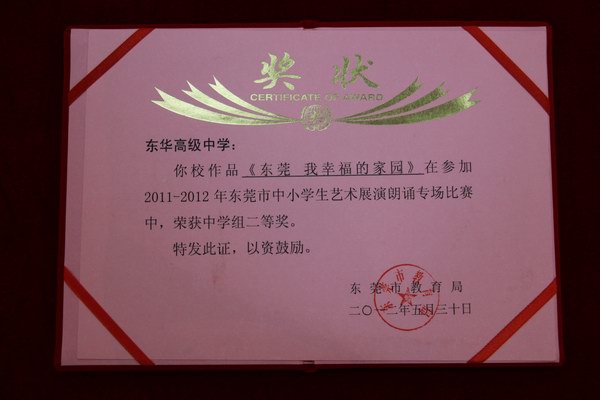 奖状
CERTIFICATE OF AWARD
东华高级中学：
你校作品《东莞 我幸福的家园》在参加
2011-2012年东莞市中小学生艺术展演朗诵专场比赛
中，荣获中学组二等奖。
特发此证，以资鼓励。
东莞市教育局
二〇一二年五月三十日